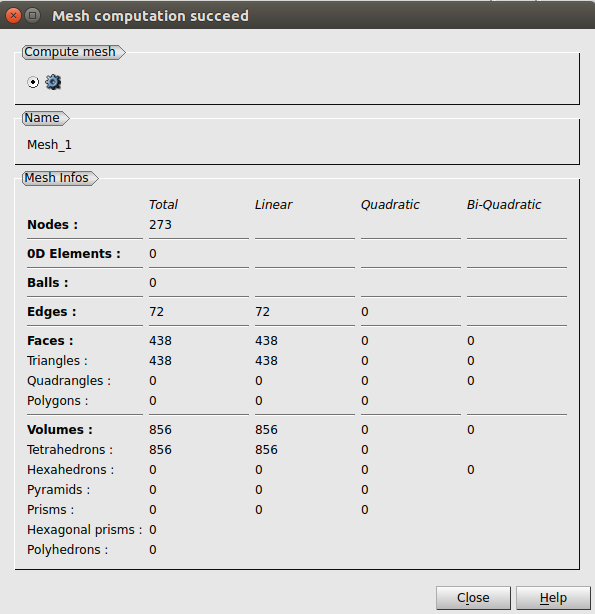 Mesh computation succeed
Compute mesh
Name
Mesh_1
Mesh Infos
Total Linear Quadratic Bi-Quadratic
Nodes : 273
0D Elements : 0
Balls : 0
Edges : 72 72 0
Faces : 438 438 0 0
Triangles : 438 438 0 0
Quadrangles : 0 0 0 0
Polygons : 0 0 0
Volumes : 856 856 0 0
Tetrahedrons : 856 856 0
Hexahedrons : 0 0 0 0
Pyramids : 0 0 0
Prisms : 0 0 0
Hexagonal prisms : 0
Polyhedrons : 0
Close Help